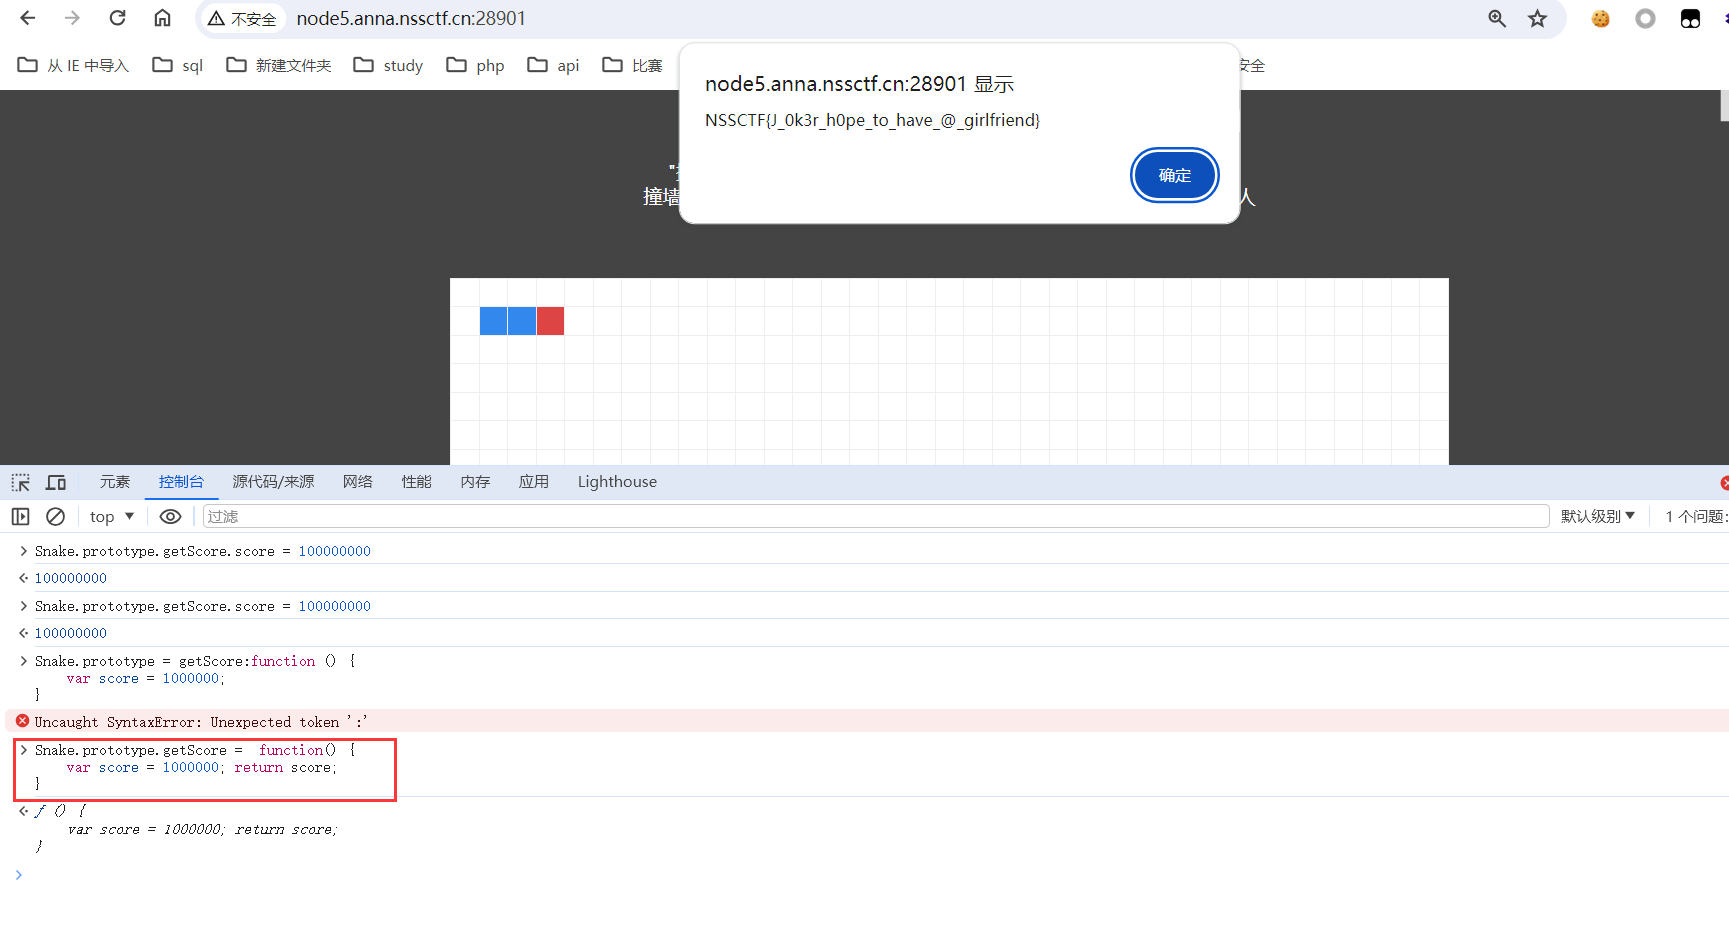 不安全 node5.anna.nssctf.cn:28901
从 IE 中导入 sql 新建文件夹 study php api 比赛 安全
node5.anna.nssctf.cn:28901 显示
NSSCTF{J_0k3r_h0pe_to_have_@_girlfriend}
确定
撞墙 人
元素 控制台 源代码/来源 网络 性能 内存 应用 Lighthouse
top 过滤 默认级别 1 个问题:
Snake.prototype.getScore.score = 100000000
100000000
Snake.prototype.getScore.score = 100000000
100000000
Snake.prototype = getScore:function () {
var score = 1000000;
}
Uncaught SyntaxError: Unexpected token ':'
Snake.prototype.getScore =  function() {
var score = 1000000; return score;
}
ƒ () {
var score = 1000000; return score;
}